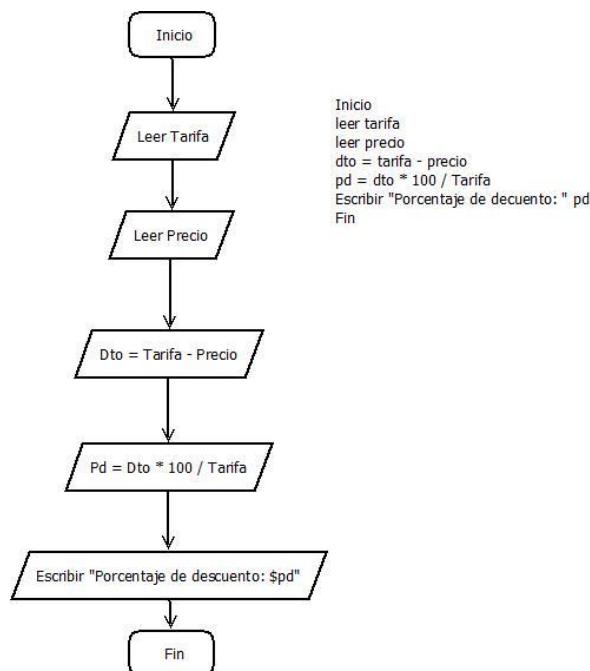 Inicio
Leer Tarifa
Leer Precio
Dto = Tarifa - Precio
Pd = Dto * 100 / Tarifa
Escribir "Porcentaje de descuento: $pd"
Fin
Inicio
leer tarifa
leer precio
dto = tarifa - precio
pd = dto * 100 / Tarifa
Escribir "Porcentaje de decuento: " pd
Fin